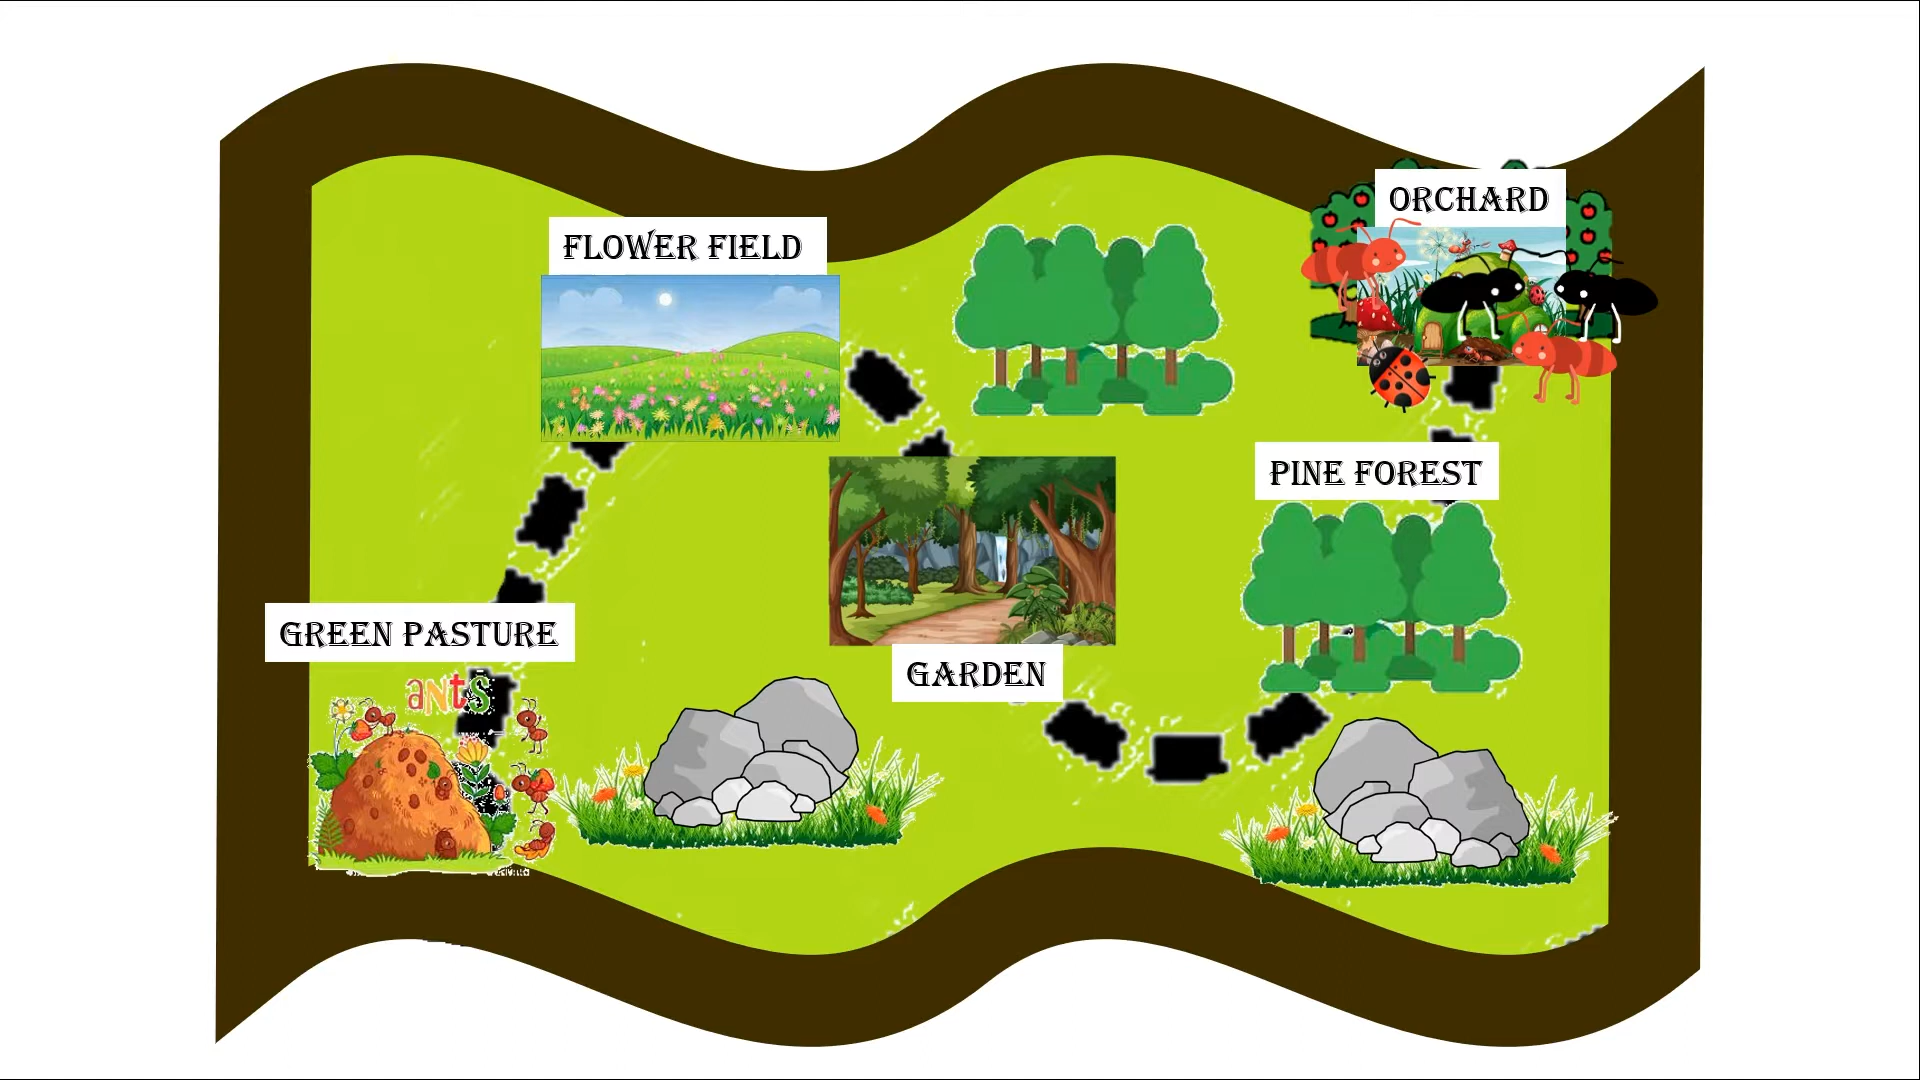 ORCHARD
FLOWER FIELD
PINE FOREST
GREEN PASTURE
GARDEN
aNtS